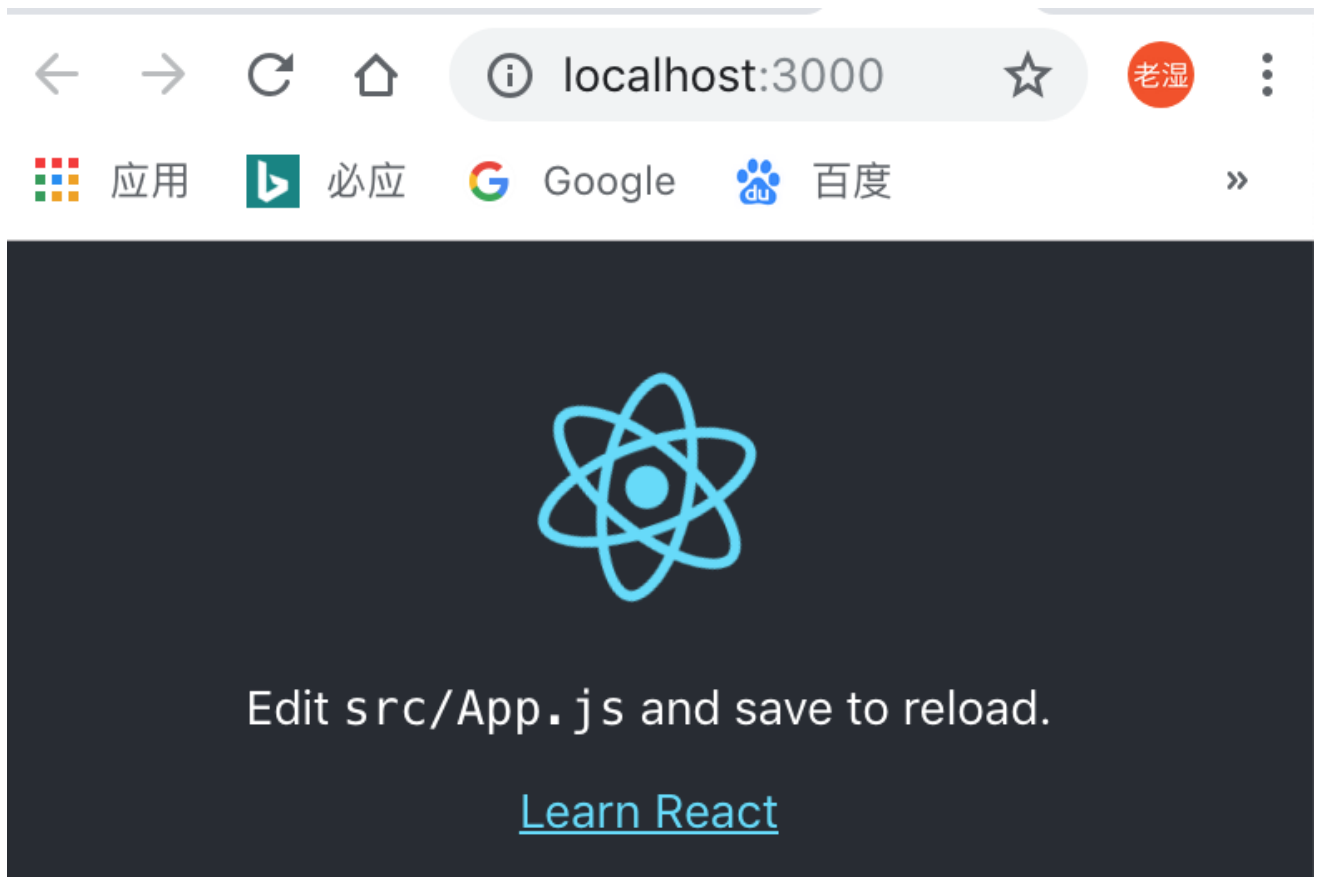 localhost:3000 老湿
应用 必应 Google du 百度 »
Edit src/App.js and save to reload.
Learn React